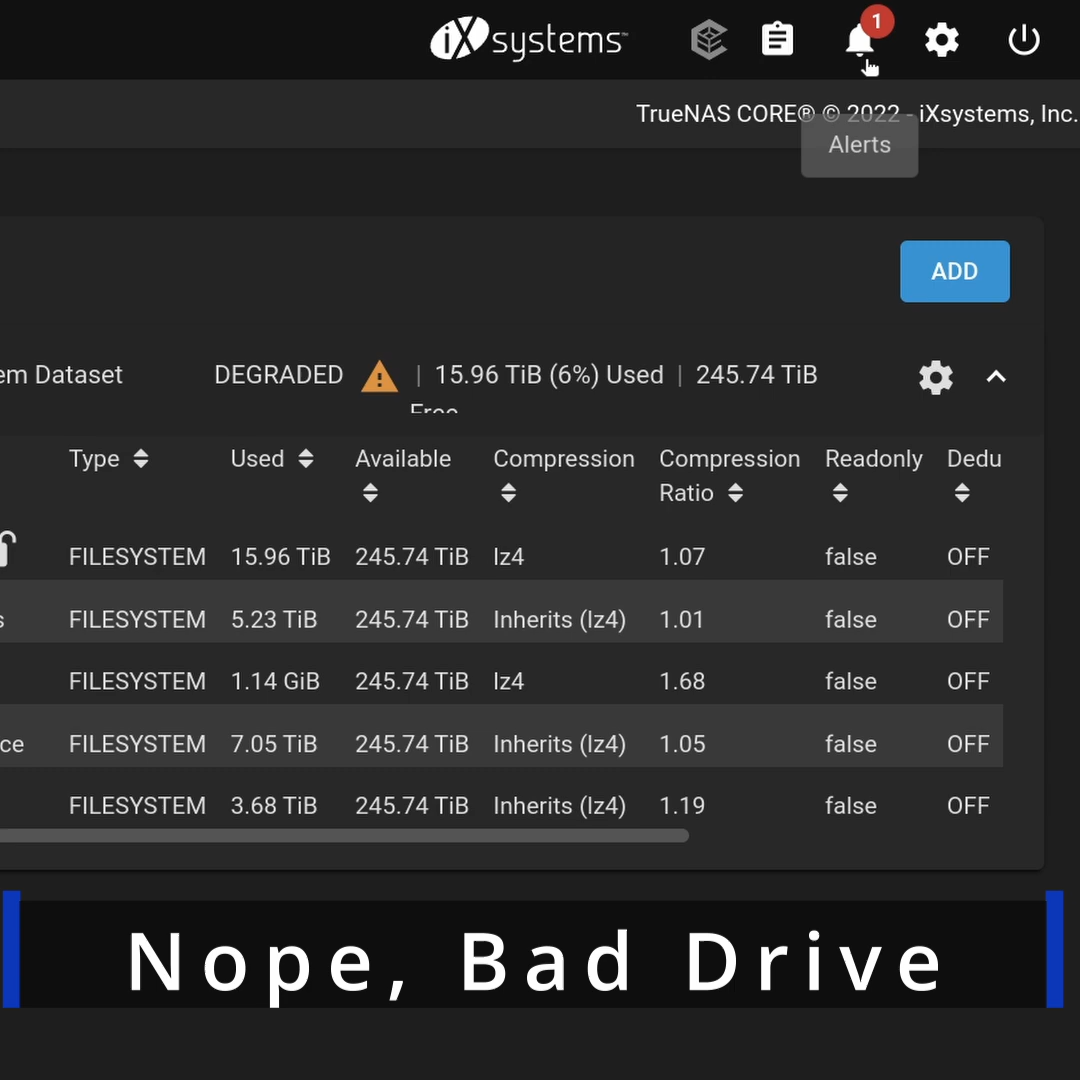 iXsystems™
1
TrueNAS CORE® © 2022 - iXsystems, Inc.
Alerts
ADD
em Dataset DEGRADED | 15.96 TiB (6%) Used | 245.74 TiB
Free
Type Used Available Compression Compression Readonly Dedu
Ratio
FILESYSTEM 15.96 TiB 245.74 TiB lz4 1.07 false OFF
s FILESYSTEM 5.23 TiB 245.74 TiB Inherits (lz4) 1.01 false OFF
FILESYSTEM 1.14 GiB 245.74 TiB lz4 1.68 false OFF
ce FILESYSTEM 7.05 TiB 245.74 TiB Inherits (lz4) 1.05 false OFF
FILESYSTEM 3.68 TiB 245.74 TiB Inherits (lz4) 1.19 false OFF
Nope, Bad Drive